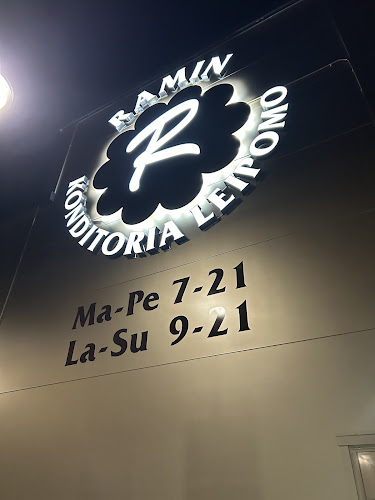 RAMIN
R
KONDITORIA LEIPOMO
Ma-Pe 7-21
La-Su 9-21